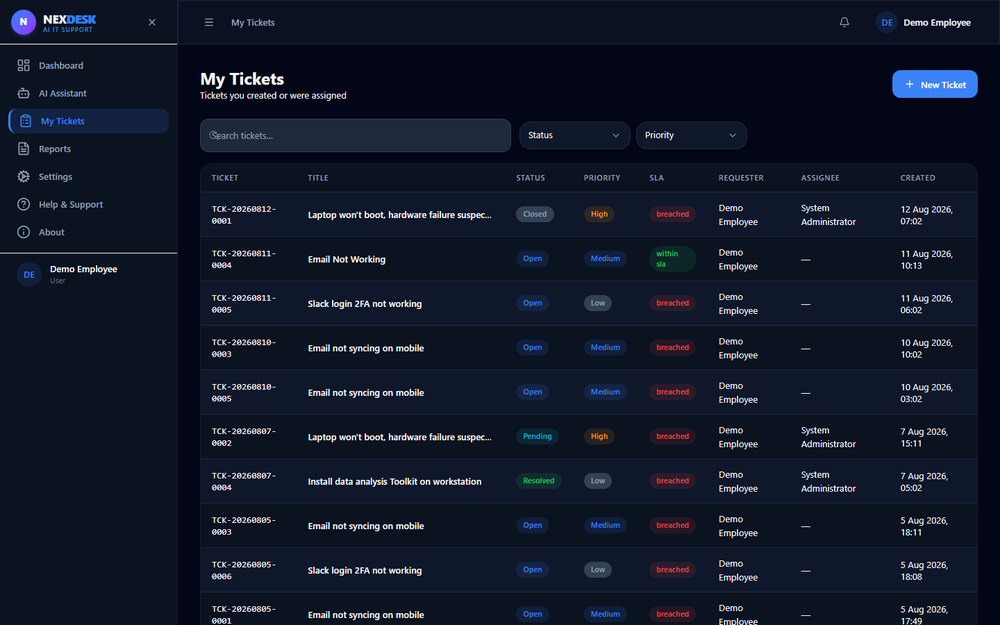 N
NEXDESK
AI IT SUPPORT
Dashboard
AI Assistant
My Tickets
Reports
Settings
Help & Support
About
DE
Demo Employee
User
My Tickets
DE
Demo Employee
My Tickets
Tickets you created or were assigned
New Ticket
Search tickets...
Status
Priority
TICKET TITLE STATUS PRIORITY SLA REQUESTER ASSIGNEE CREATED
TCK-20260812-
0001
Laptop won't boot, hardware failure suspec...
Closed
High
breached
Demo
Employee
System
Administrator
12 Aug 2026,
07:02
TCK-20260811-
0004
Email Not Working
Open
Medium
within
sla
Demo
Employee
—
11 Aug 2026,
10:13
TCK-20260811-
0005
Slack login 2FA not working
Open
Low
breached
Demo
Employee
—
11 Aug 2026,
06:02
TCK-20260810-
0003
Email not syncing on mobile
Open
Medium
breached
Demo
Employee
—
10 Aug 2026,
10:02
TCK-20260810-
0005
Email not syncing on mobile
Open
Medium
breached
Demo
Employee
—
10 Aug 2026,
03:02
TCK-20260807-
0002
Laptop won't boot, hardware failure suspec...
Pending
High
breached
Demo
Employee
System
Administrator
7 Aug 2026,
15:11
TCK-20260807-
0004
Install data analysis Toolkit on workstation
Resolved
Low
breached
Demo
Employee
System
Administrator
7 Aug 2026,
05:02
TCK-20260805-
0003
Email not syncing on mobile
Open
Medium
breached
Demo
Employee
—
5 Aug 2026,
18:11
TCK-20260805-
0006
Slack login 2FA not working
Open
Low
breached
Demo
Employee
—
5 Aug 2026,
18:08
TCK-20260805-
0001
Email not syncing on mobile
Open
Medium
breached
Demo
Employee
—
5 Aug 2026,
17:49